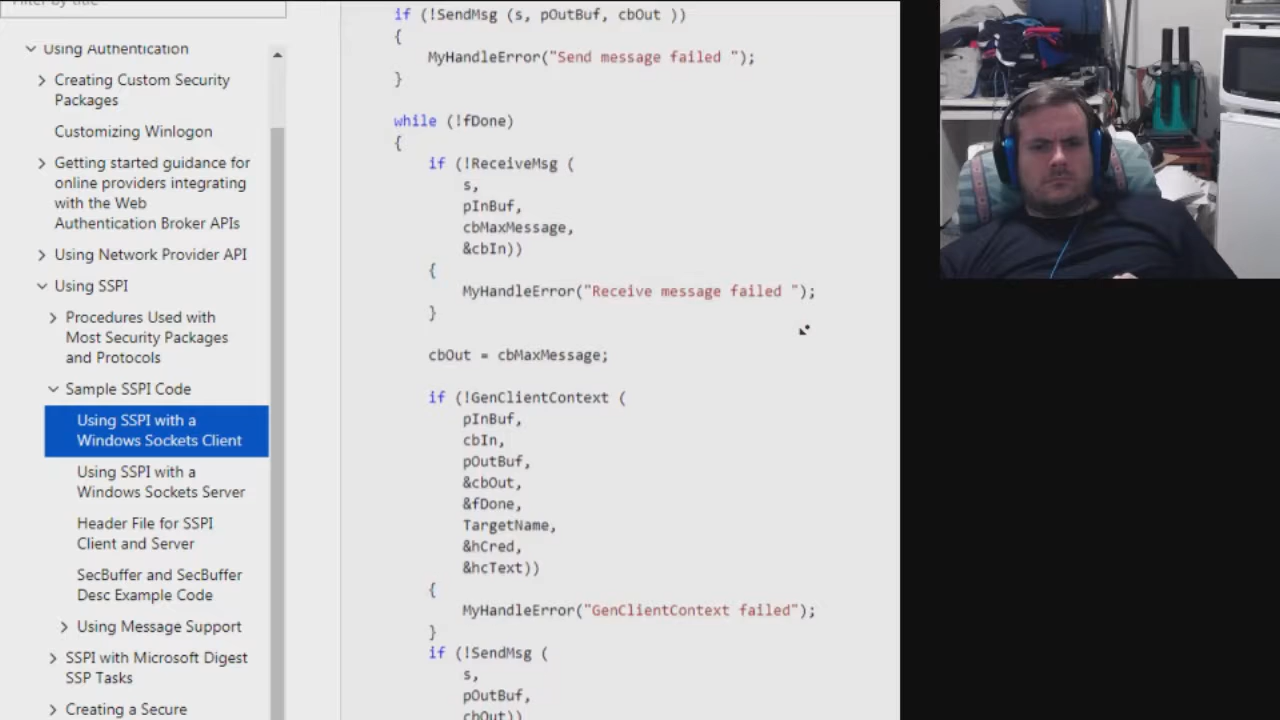 Filter by title
Using Authentication
Creating Custom Security
Packages
Customizing Winlogon
Getting started guidance for
online providers integrating
with the Web
Authentication Broker APIs
Using Network Provider API
Using SSPI
Procedures Used with
Most Security Packages
and Protocols
Sample SSPI Code
Using SSPI with a
Windows Sockets Client
Using SSPI with a
Windows Sockets Server
Header File for SSPI
Client and Server
SecBuffer and SecBuffer
Desc Example Code
Using Message Support
SSPI with Microsoft Digest
SSP Tasks
Creating a Secure
if (!SendMsg (s, pOutBuf, cbOut ))
{
MyHandleError("Send message failed ");
}
while (!fDone)
{
if (!ReceiveMsg (
s,
pInBuf,
cbMaxMessage,
&cbIn))
{
MyHandleError("Receive message failed ");
}
cbOut = cbMaxMessage;
if (!GenClientContext (
pInBuf,
cbIn,
pOutBuf,
&cbOut,
&fDone,
TargetName,
&hCred,
&hcText))
{
MyHandleError("GenClientContext failed");
}
if (!SendMsg (
s,
pOutBuf,
cbOut))